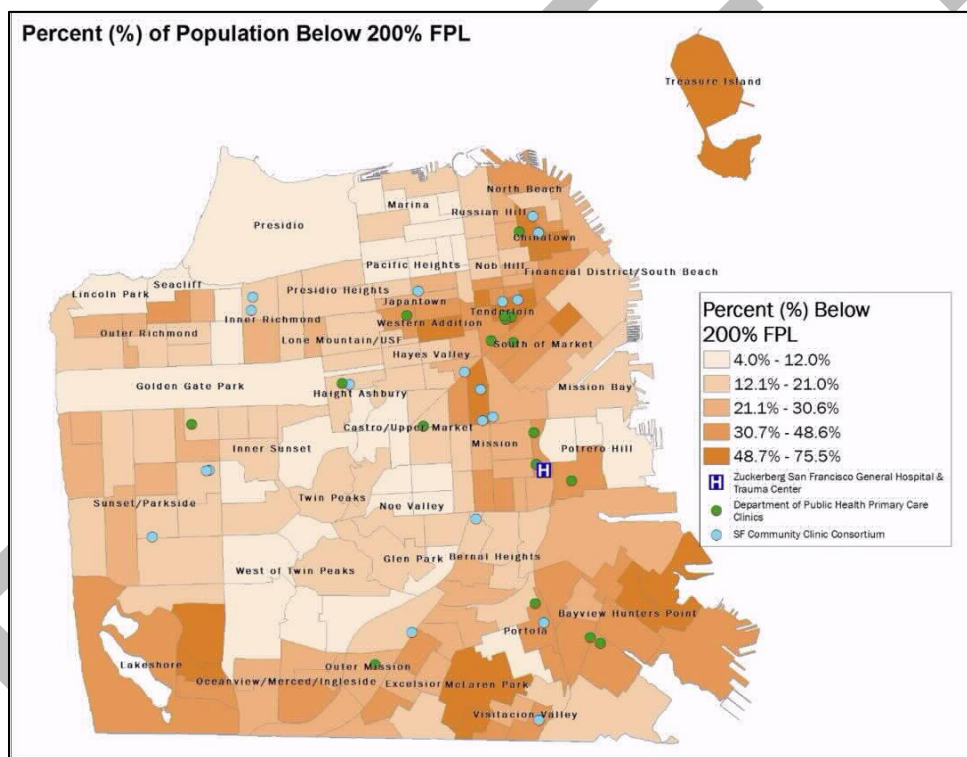 Percent (%) of Population Below 200% FPL
Treasure Island
North Beach
Marina
Russian Hill
Presidio
Chinatown
Pacific Heights
Nob Hill
Financial District/South Beach
Seacliff
Lincoln Park
Presidio Heights
Japantown
Tenderloin
Inner Richmond
Western Addition
Outer Richmond
Lone Mountain/USF
South of Market
Hayes Valley
Golden Gate Park
Mission Bay
Haight Ashbury
Castro/Upper Market
Mission
Potrero Hill
Inner Sunset
Twin Peaks
Sunset/Parkside
Noe Valley
Glen Park
Bernal Heights
West of Twin Peaks
Bayview Hunters Point
Portola
Lakeshore
Outer Mission
Oceanview/Merced/Ingleside
Excelsior
McLaren Park
Visitacion Valley
Percent (%) Below
200% FPL
4.0% - 12.0%
12.1% - 21.0%
21.1% - 30.6%
30.7% - 48.6%
48.7% - 75.5%
H
Zuckerberg San Francisco General Hospital &
Trauma Center
Department of Public Health Primary Care
Clinics
SF Community Clinic Consortium
H